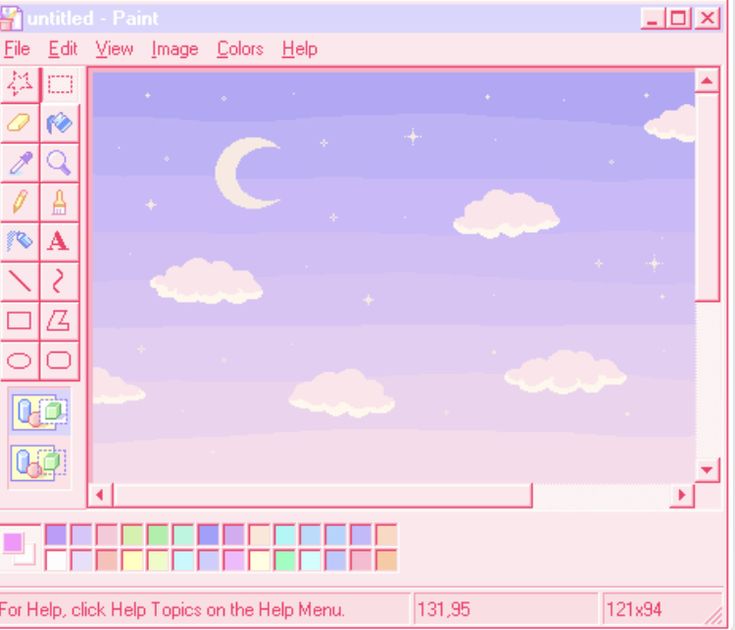 untitled - Paint
File Edit View Image Colors Help
A
For Help, click Help Topics on the Help Menu. 131,95 121x94